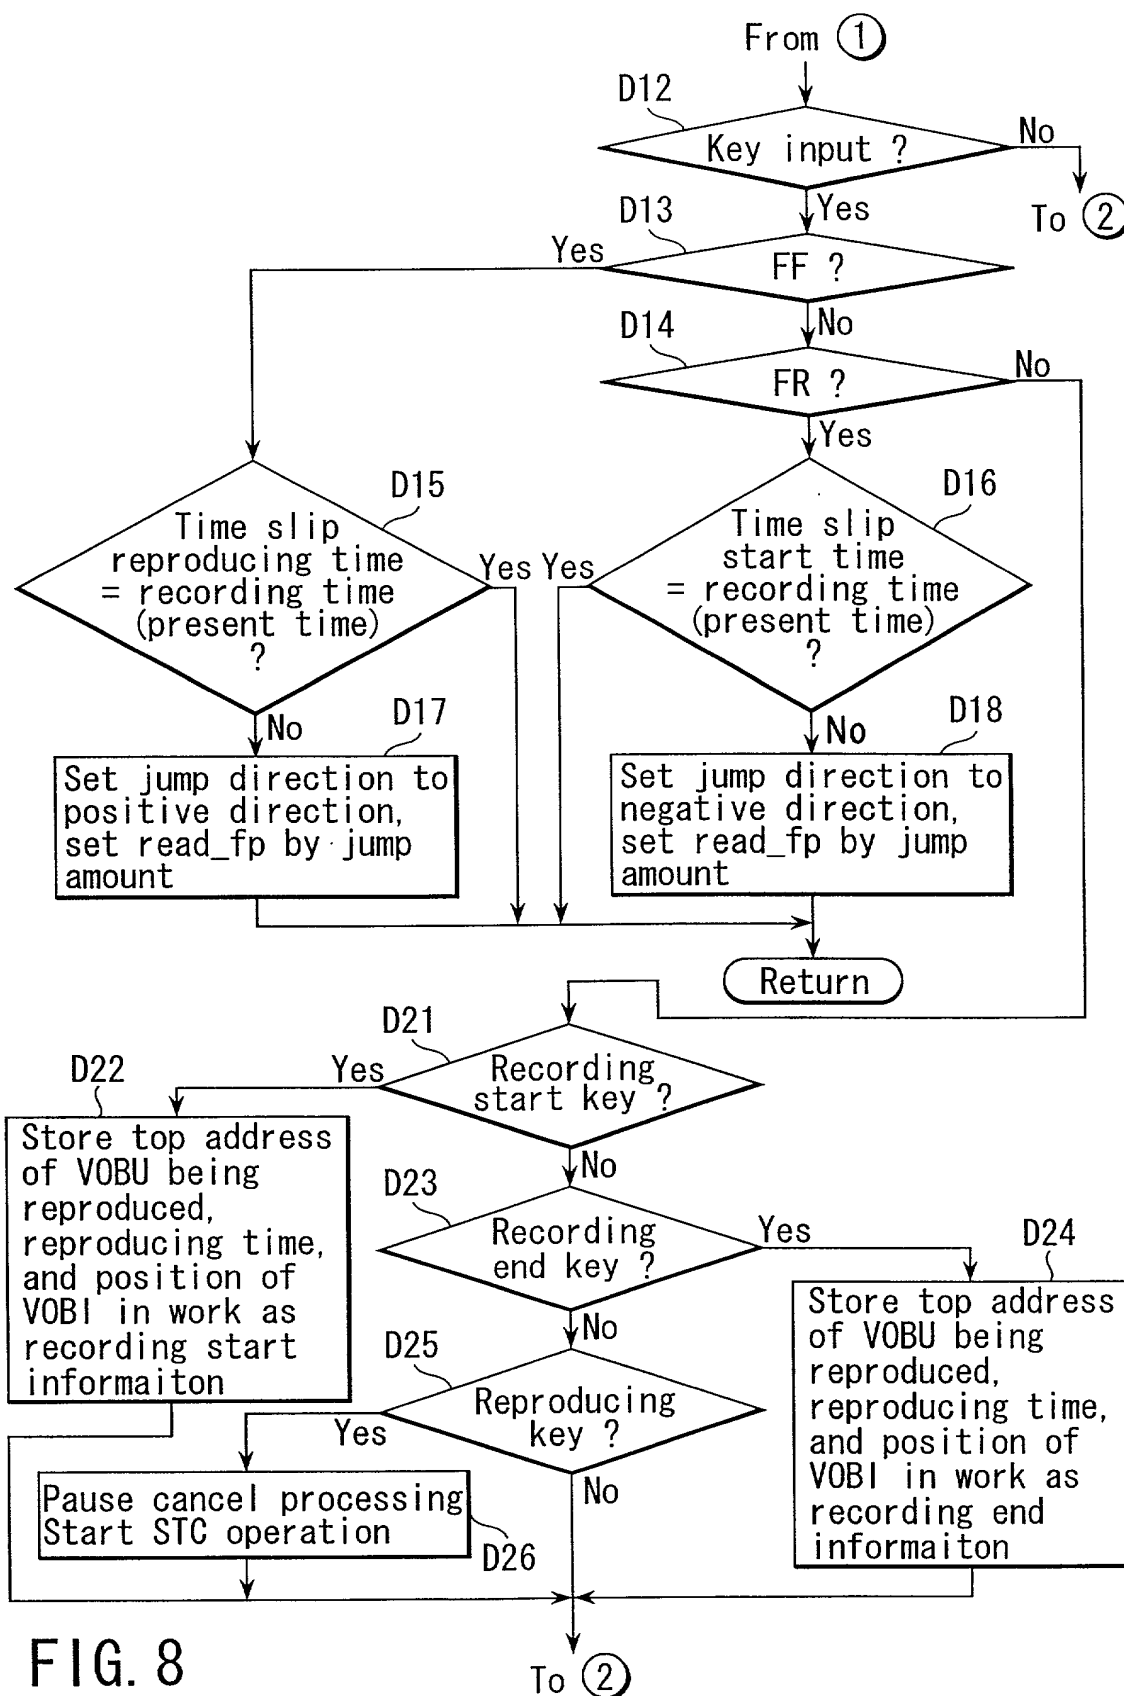 From 1
D12
Key input ?
No
To 2
Yes
D13
Yes
FF ?
No
D14
No
FR ?
Yes
D15
Time slip
reproducing time
= recording time
(present time)
?
Yes
D16
Time slip
start time
= recording time
(present time)
?
Yes
No
D17
Set jump direction to
positive direction,
set read_fp by jump
amount
No
D18
Set jump direction to
negative direction,
set read_fp by jump
amount
Return
D21
Recording
start key ?
Yes
D22
Store top address
of VOBU being
reproduced,
reproducing time,
and position of
VOBI in work as
recording start
informaiton
No
D23
Recording
end key ?
Yes
D24
Store top address
of VOBU being
reproduced,
reproducing time,
and position of
VOBI in work as
recording end
informaiton
No
D25
Reproducing
key ?
Yes
No
Pause cancel processing
Start STC operation
D26
To 2
FIG. 8